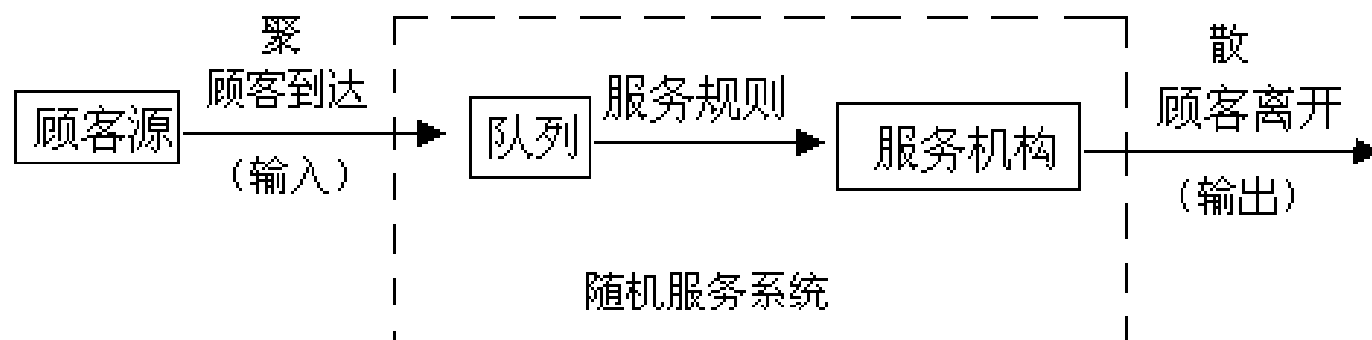 聚
顾客到达
顾客源
（输入）
队列
服务规则
服务机构
散
顾客离开
（输出）
随机服务系统